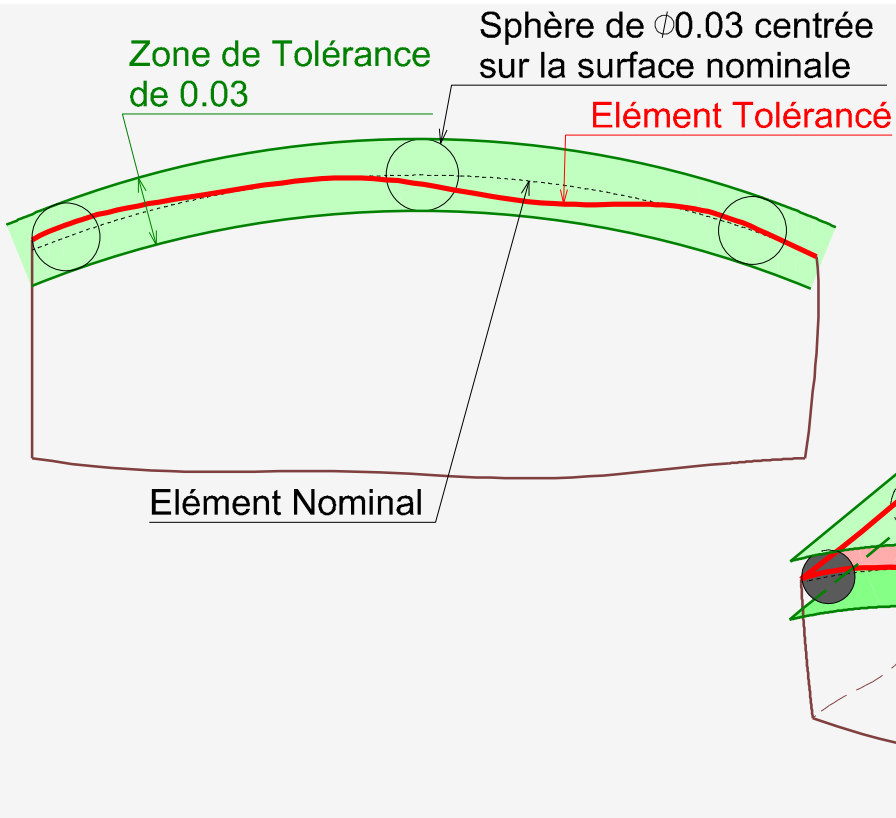 Zone de Tolérance
de 0.03
Sphère de ∅0.03 centrée
sur la surface nominale
Elément Tolérancé
Elément Nominal